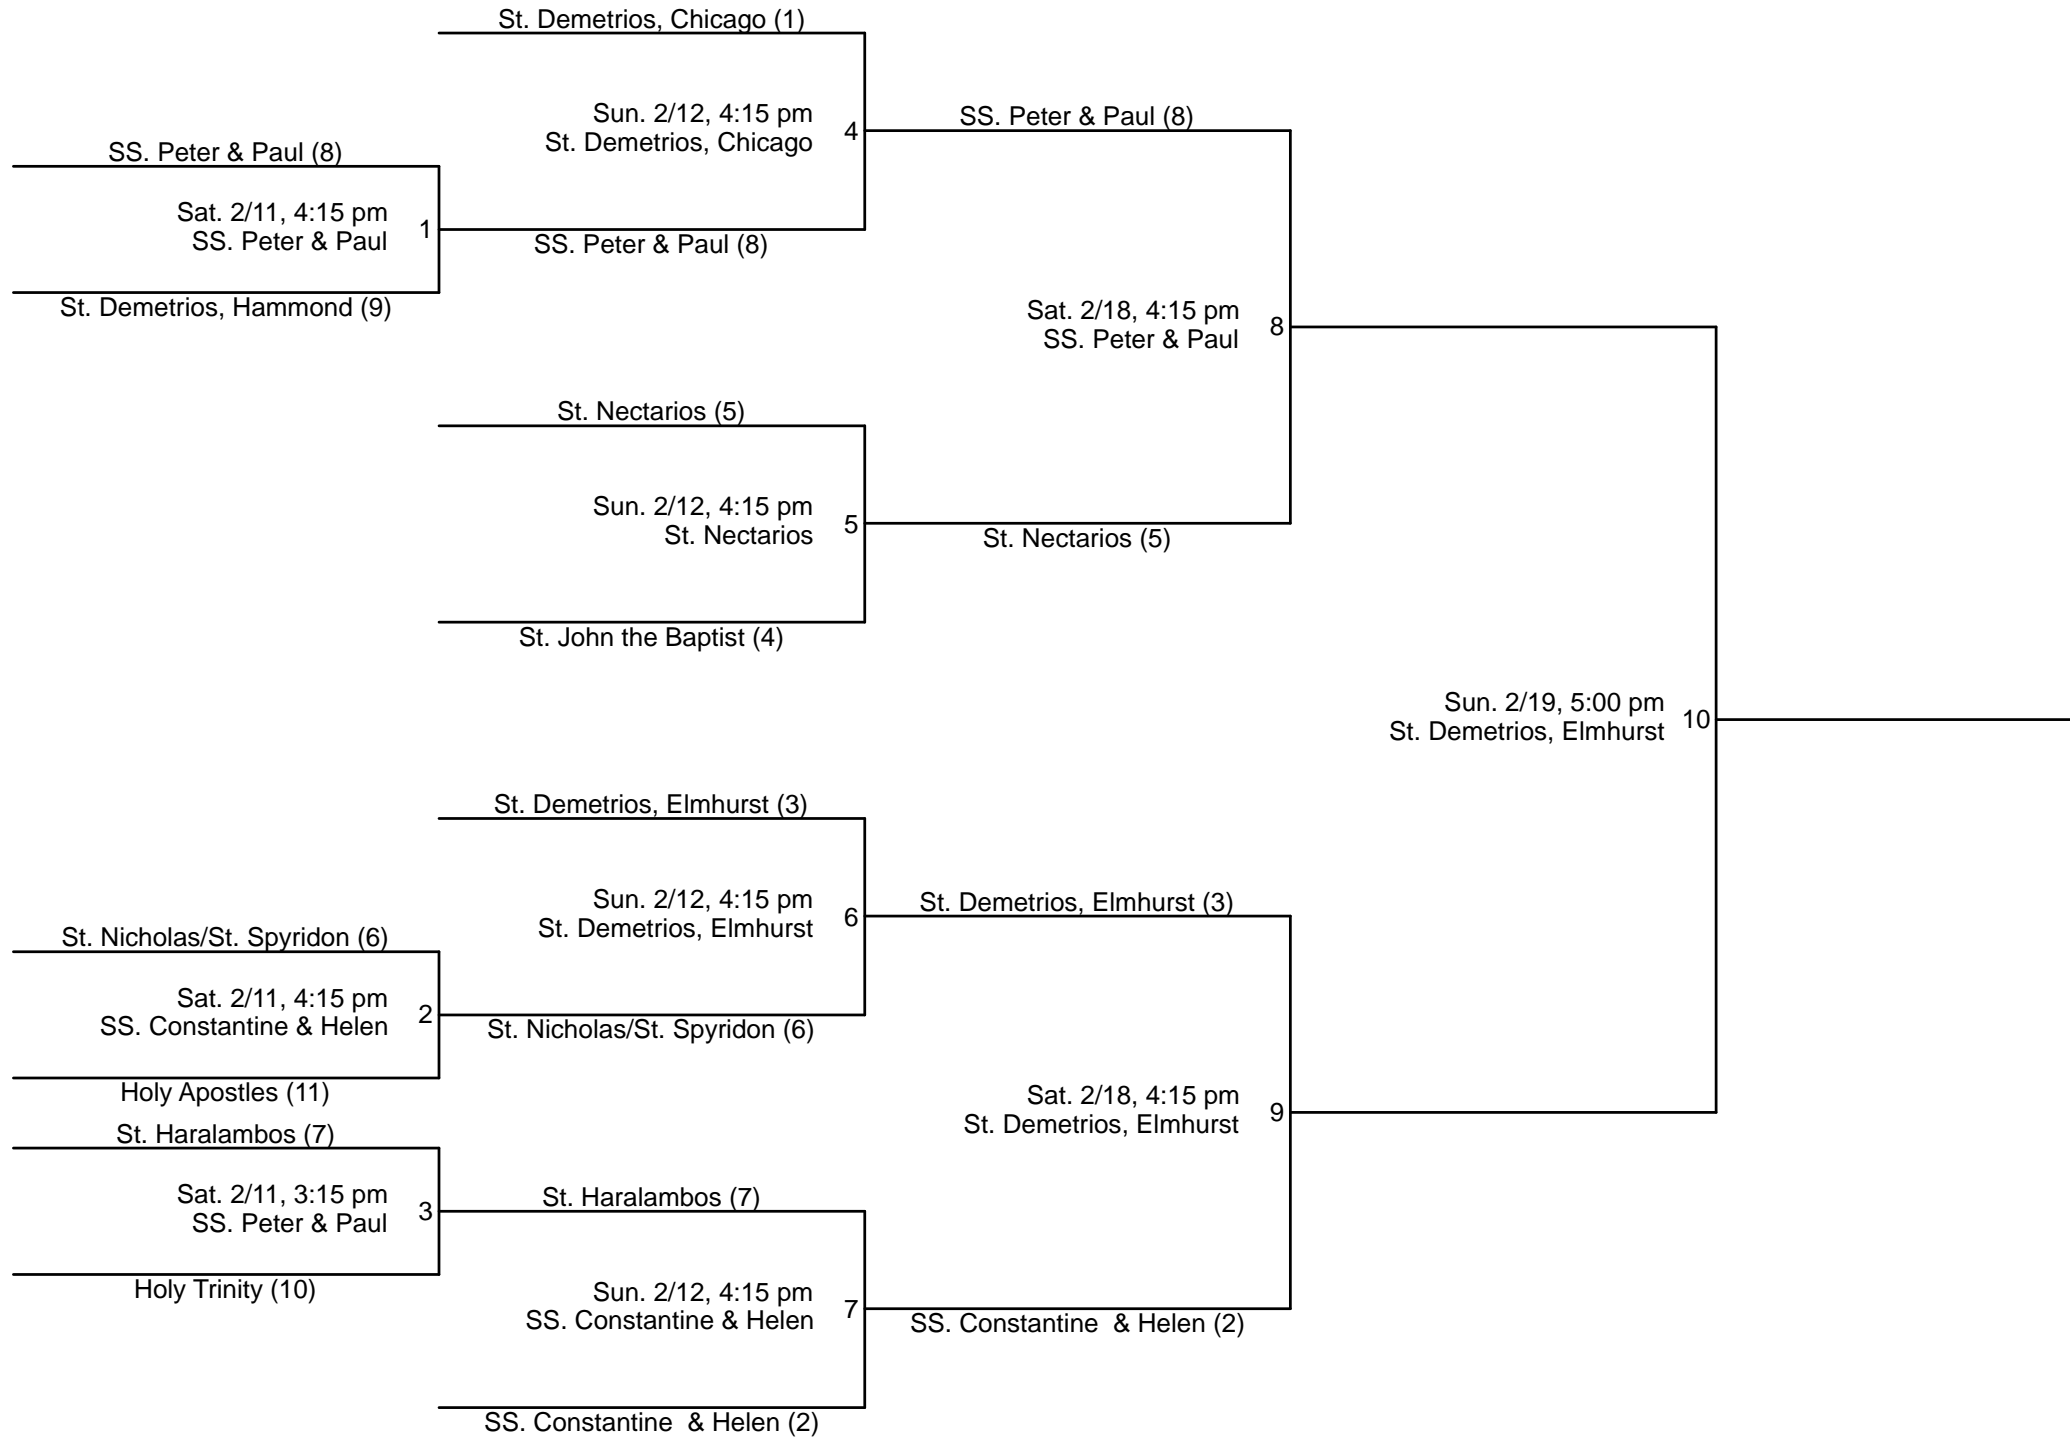 St. Demetrios, Chicago (1)
Sun. 2/12, 4:15 pm
St. Demetrios, Chicago
4
SS. Peter & Paul (8)
SS. Peter & Paul (8)
Sat. 2/11, 4:15 pm
SS. Peter & Paul
1
SS. Peter & Paul (8)
St. Demetrios, Hammond (9)
Sat. 2/18, 4:15 pm
SS. Peter & Paul
8
St. Nectarios (5)
Sun. 2/12, 4:15 pm
St. Nectarios
5
St. Nectarios (5)
St. John the Baptist (4)
Sun. 2/19, 5:00 pm
St. Demetrios, Elmhurst
10
St. Demetrios, Elmhurst (3)
Sun. 2/12, 4:15 pm
St. Demetrios, Elmhurst
6
St. Demetrios, Elmhurst (3)
St. Nicholas/St. Spyridon (6)
Sat. 2/11, 4:15 pm
SS. Constantine & Helen
2
St. Nicholas/St. Spyridon (6)
Holy Apostles (11)
Sat. 2/18, 4:15 pm
St. Demetrios, Elmhurst
9
St. Haralambos (7)
Sat. 2/11, 3:15 pm
SS. Peter & Paul
3
St. Haralambos (7)
Holy Trinity (10)
Sun. 2/12, 4:15 pm
SS. Constantine & Helen
7
SS. Constantine  & Helen (2)
SS. Constantine  & Helen (2)